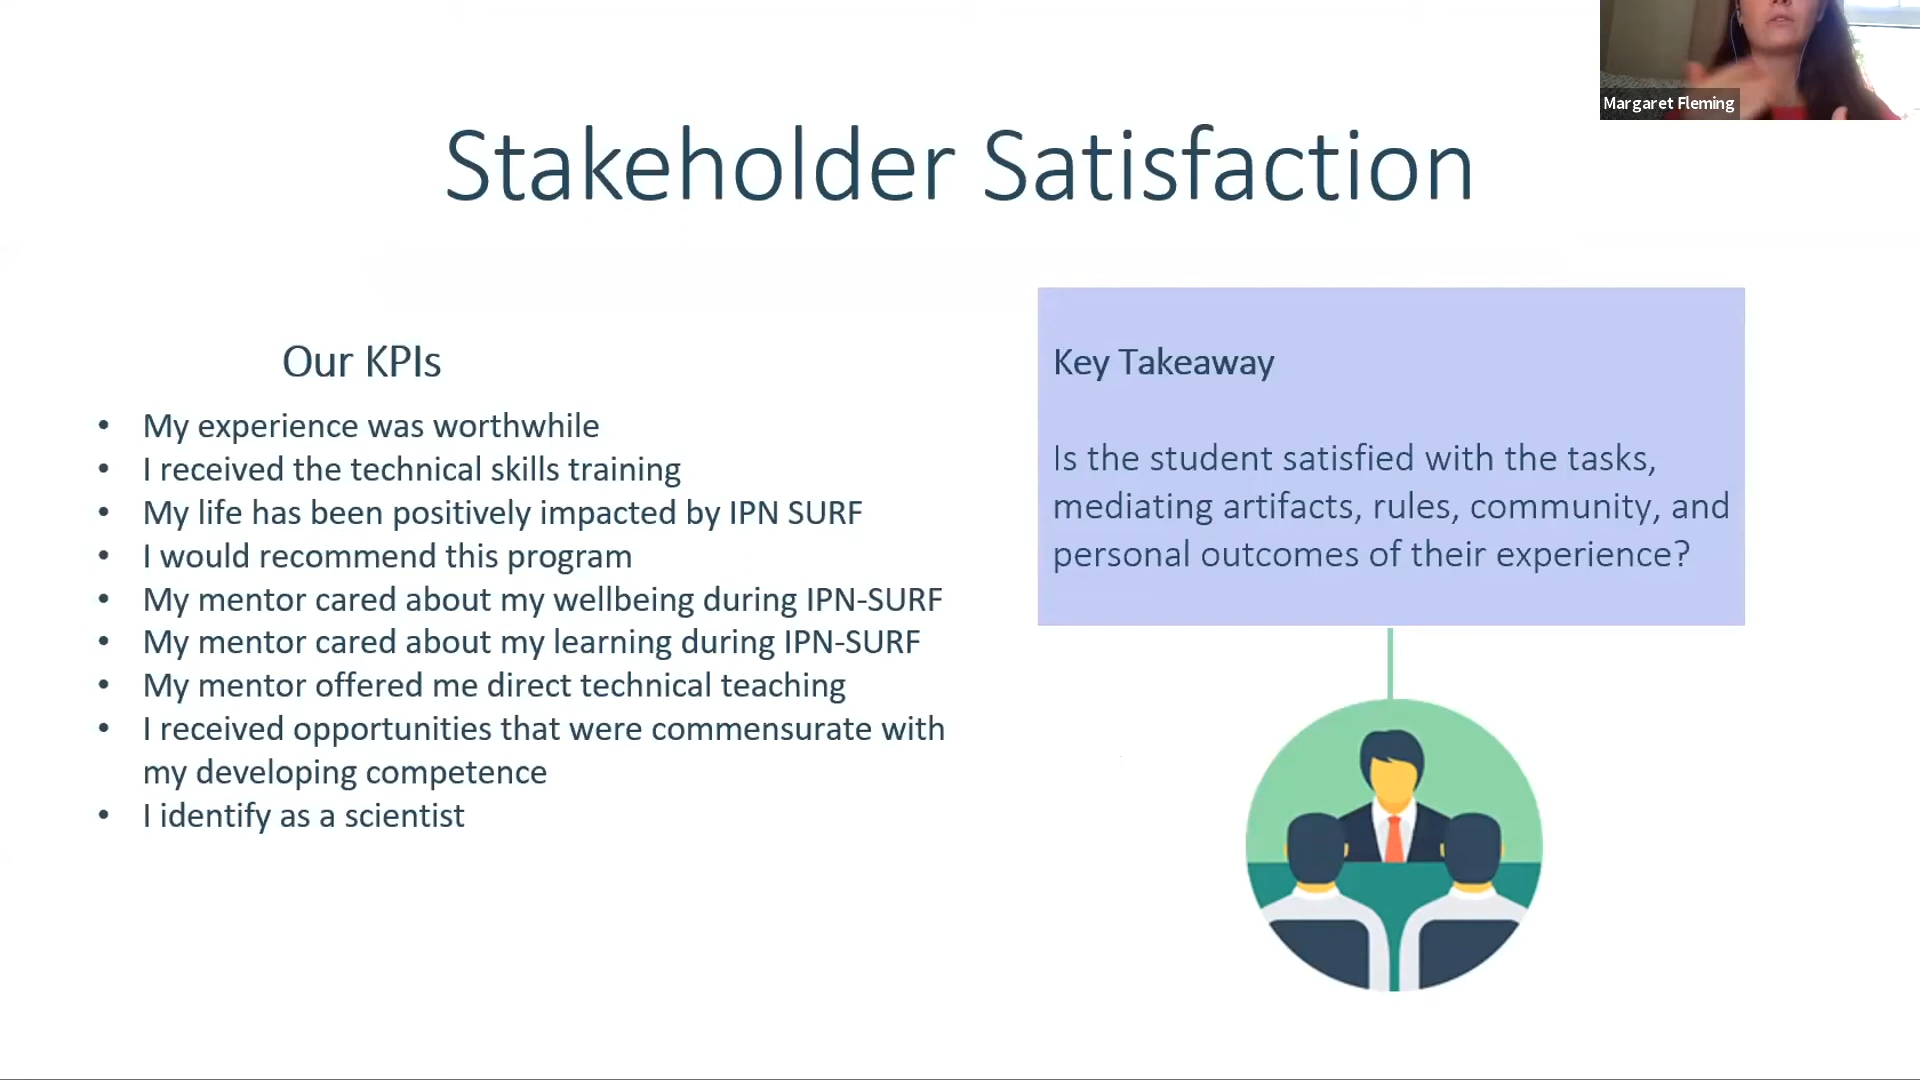 Margaret Fleming
Stakeholder Satisfaction
Our KPIs
• My experience was worthwhile
• I received the technical skills training
• My life has been positively impacted by IPN SURF
• I would recommend this program
• My mentor cared about my wellbeing during IPN-SURF
• My mentor cared about my learning during IPN-SURF
• My mentor offered me direct technical teaching
• I received opportunities that were commensurate with
my developing competence
• I identify as a scientist
Key Takeaway
Is the student satisfied with the tasks,
mediating artifacts, rules, community, and
personal outcomes of their experience?